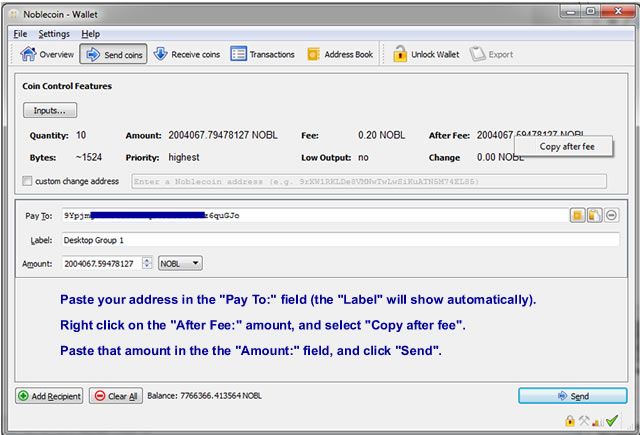 Noblecoin - Wallet
File Settings Help
Overview Send coins Receive coins Transactions Address Book Unlock Wallet Export
Coin Control Features
Inputs...
Quantity: 10 Amount: 2004067.79478127 NOBL Fee: 0.20 NOBL After Fee: 2004067.59478127 NOBL
Copy after fee
Bytes: ~1524 Priority: highest Low Output: no Change 0.00 NOBL
custom change address Enter a Noblecoin address (e.g. 9rXW1RKLDe8VMNwTwLwSiKuATN5M74KL85)
Pay To: 9Ypjm z6quGJo
Label: Desktop Group 1
Amount: 2004067.59478127 NOBL
Paste your address in the "Pay To:" field (the "Label" will show automatically).
Right click on the "After Fee:" amount, and select "Copy after fee".
Paste that amount in the the "Amount:" field, and click "Send".
Add Recipient Clear All Balance: 7766366.413564 NOBL Send